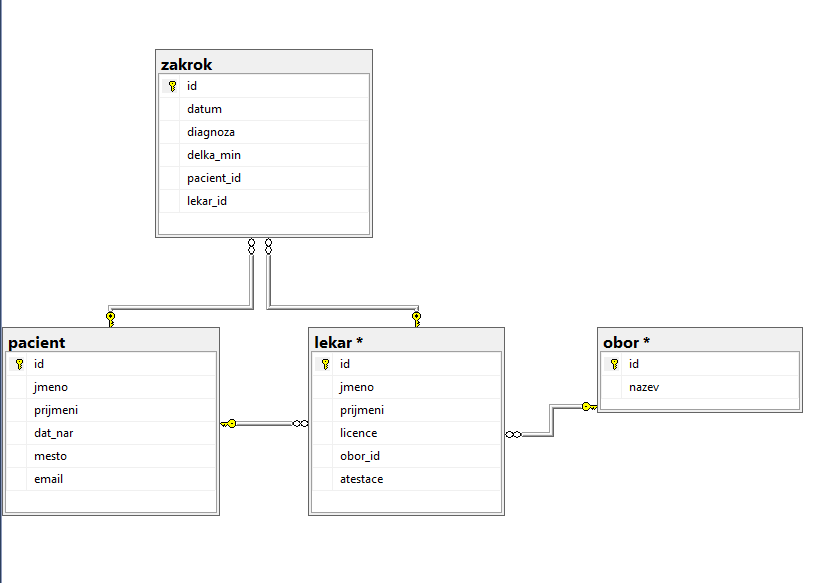 zakrok
id
datum
diagnoza
delka_min
pacient_id
lekar_id
pacient
id
jmeno
prijmeni
dat_nar
mesto
email
lekar *
id
jmeno
prijmeni
licence
obor_id
atestace
obor *
id
nazev